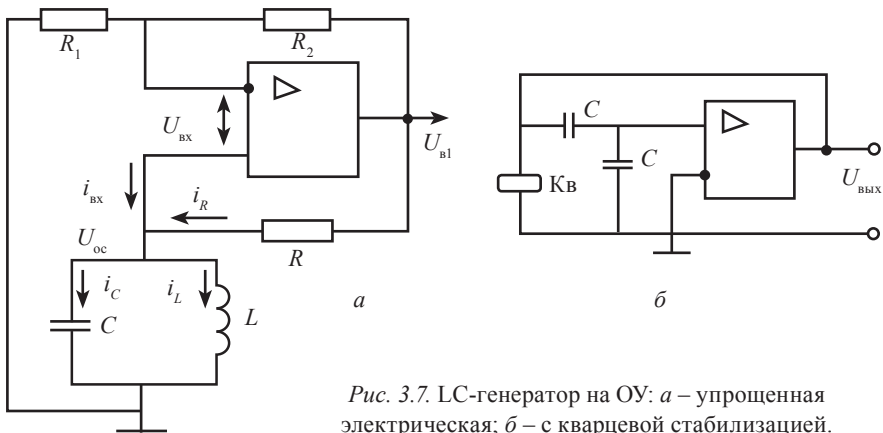 R₁
R₂
Uвх
Uв1
iвх
iR
Uос
R
iC
iL
C
L
а
C
C
Кв
Uвых
б
Рис. 3.7. LC-генератор на ОУ: а – упрощенная
электрическая; б – с кварцевой стабилизацией.